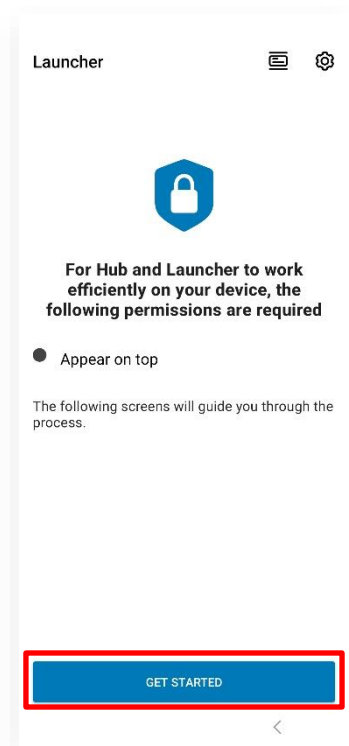 Launcher
For Hub and Launcher to work
efficiently on your device, the
following permissions are required
Appear on top
The following screens will guide you through the
process.
GET STARTED